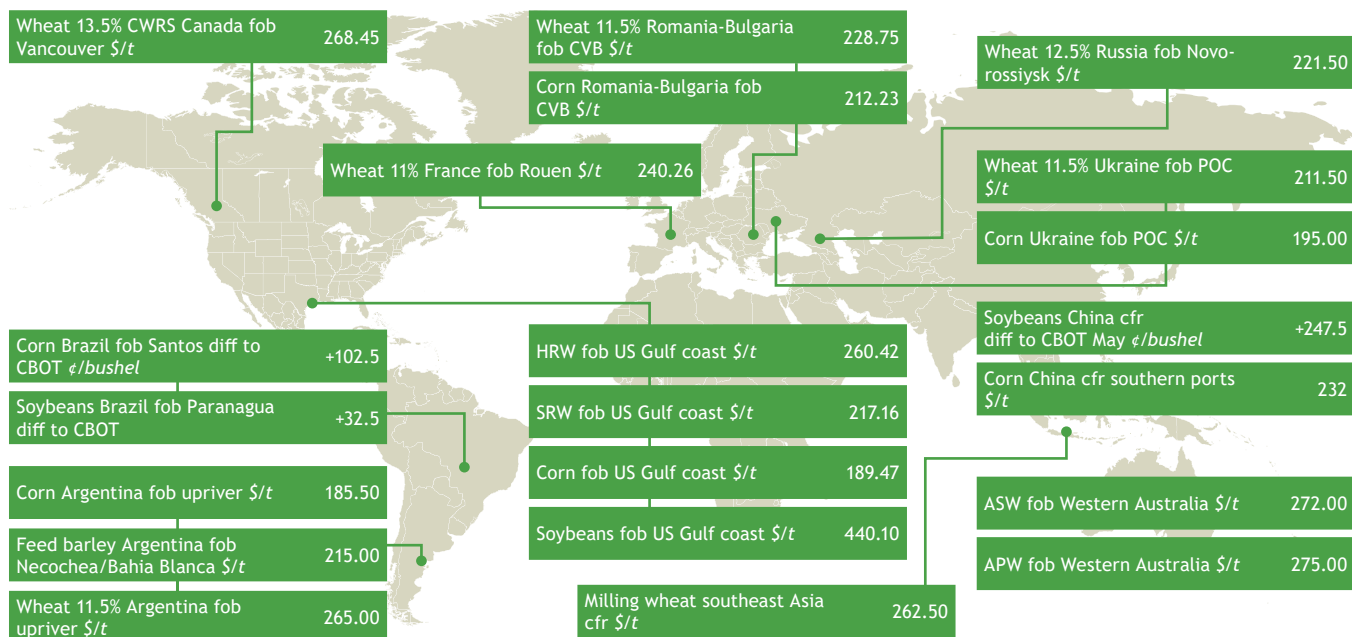 Wheat 13.5% CWRS Canada fob
Vancouver $/t 268.45
Wheat 11.5% Romania-Bulgaria
fob CVB $/t 228.75
Corn Romania-Bulgaria fob
CVB $/t 212.23
Wheat 12.5% Russia fob Novo-
rossiysk $/t 221.50
Wheat 11% France fob Rouen $/t 240.26
Wheat 11.5% Ukraine fob POC
$/t 211.50
Corn Ukraine fob POC $/t 195.00
Corn Brazil fob Santos diff to
CBOT ¢/bushel +102.5
Soybeans Brazil fob Paranagua
diff to CBOT +32.5
HRW fob US Gulf coast $/t 260.42
SRW fob US Gulf coast $/t 217.16
Corn fob US Gulf coast $/t 189.47
Soybeans fob US Gulf coast $/t 440.10
Soybeans China cfr
diff to CBOT May ¢/bushel +247.5
Corn China cfr southern ports
$/t 232
Corn Argentina fob upriver $/t 185.50
Feed barley Argentina fob
Necochea/Bahia Blanca $/t 215.00
Wheat 11.5% Argentina fob
upriver $/t 265.00
Milling wheat southeast Asia
cfr $/t 262.50
ASW fob Western Australia $/t 272.00
APW fob Western Australia $/t 275.00